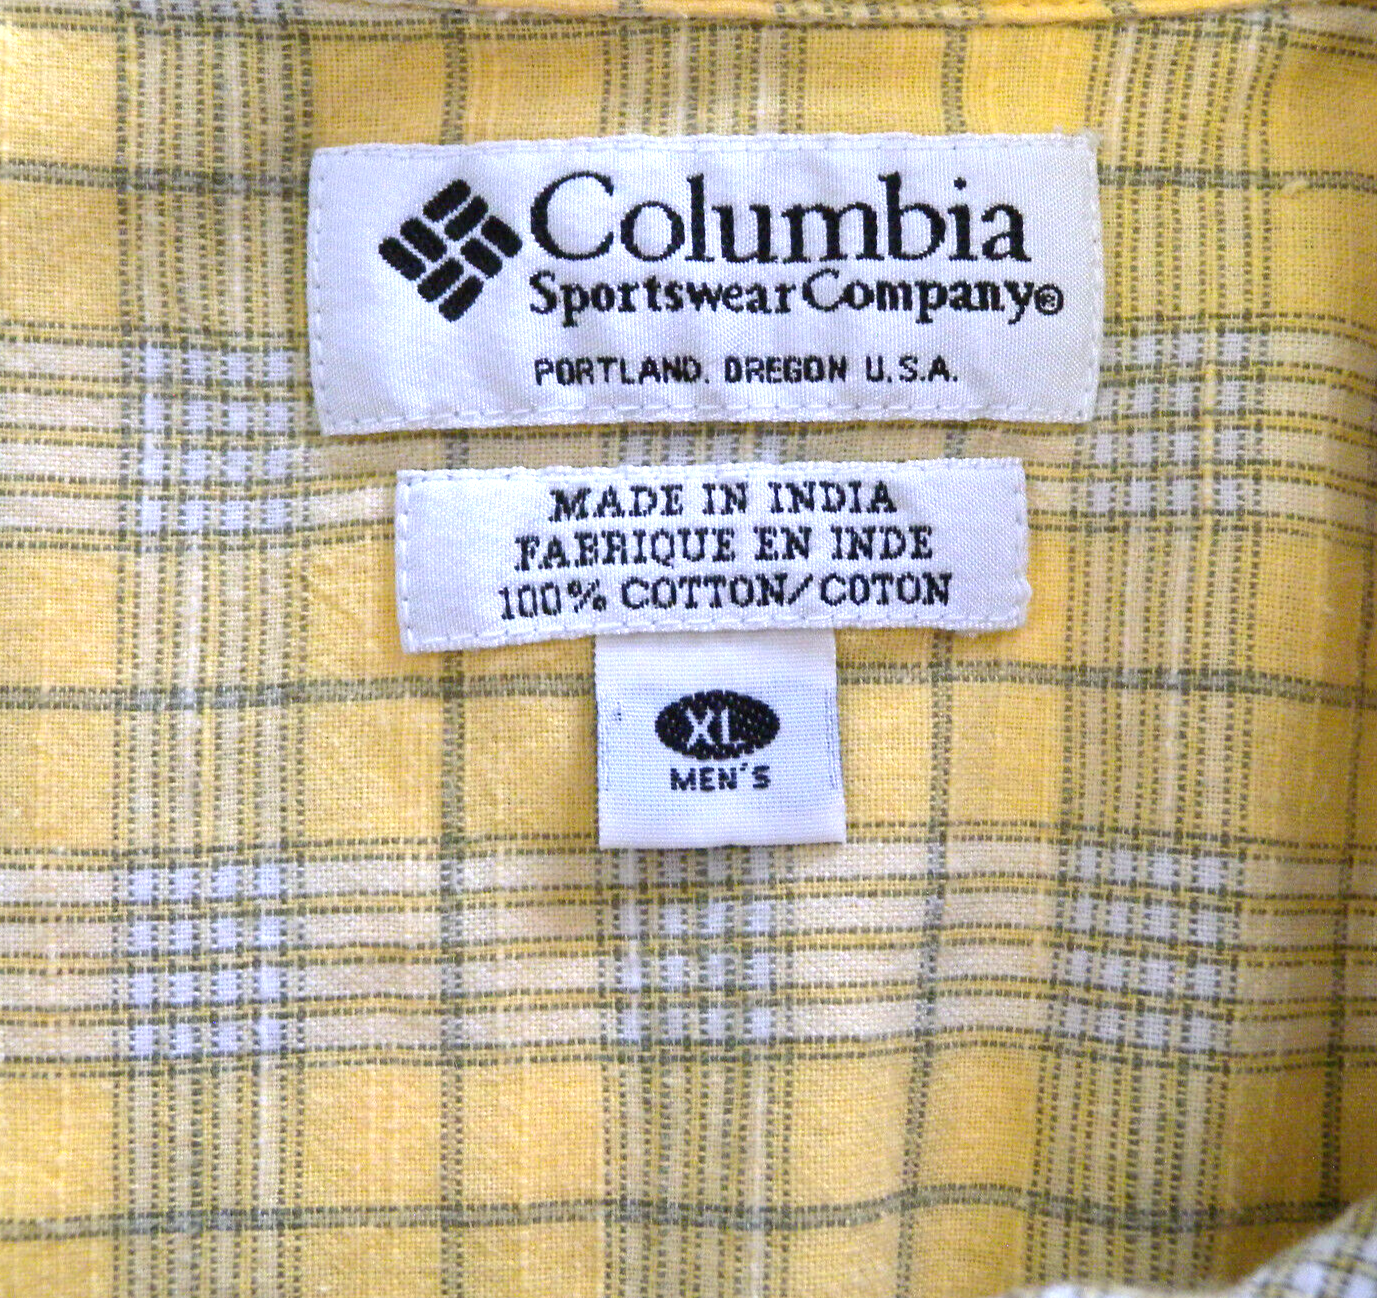 Columbia
Sportswear Company®
PORTLAND. OREGON U.S.A.
MADE IN INDIA
FABRIQUE EN INDE
100% COTTON/COTON
XL
MEN'S